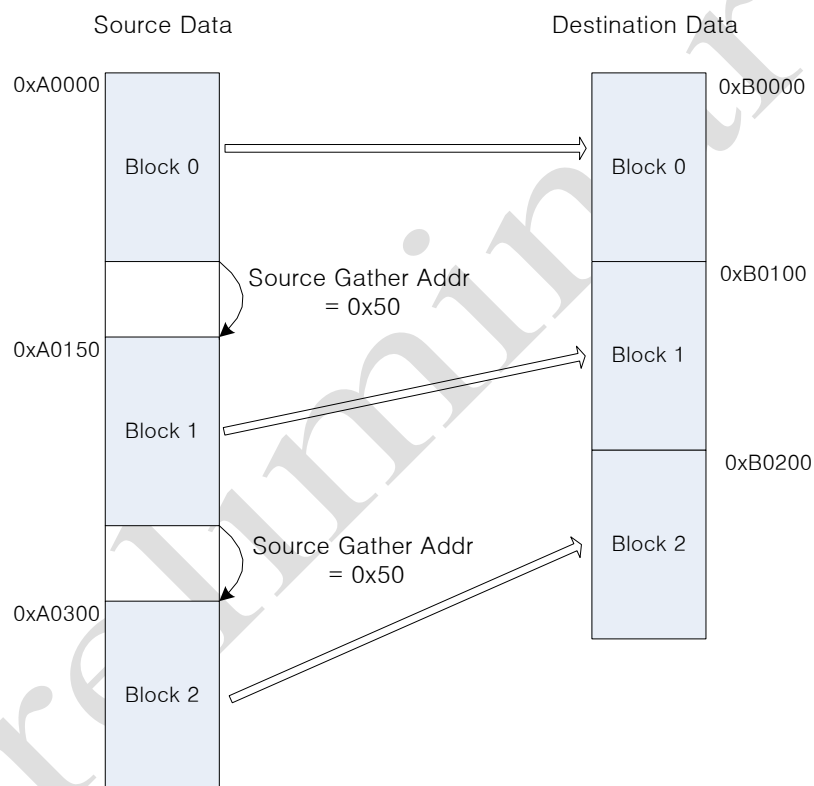 Source Data
Destination Data
0xA0000
0xB0000
Block 0
Block 0
Source Gather Addr
= 0x50
0xB0100
0xA0150
Block 1
Block 1
0xB0200
Source Gather Addr
= 0x50
Block 2
0xA0300
Block 2